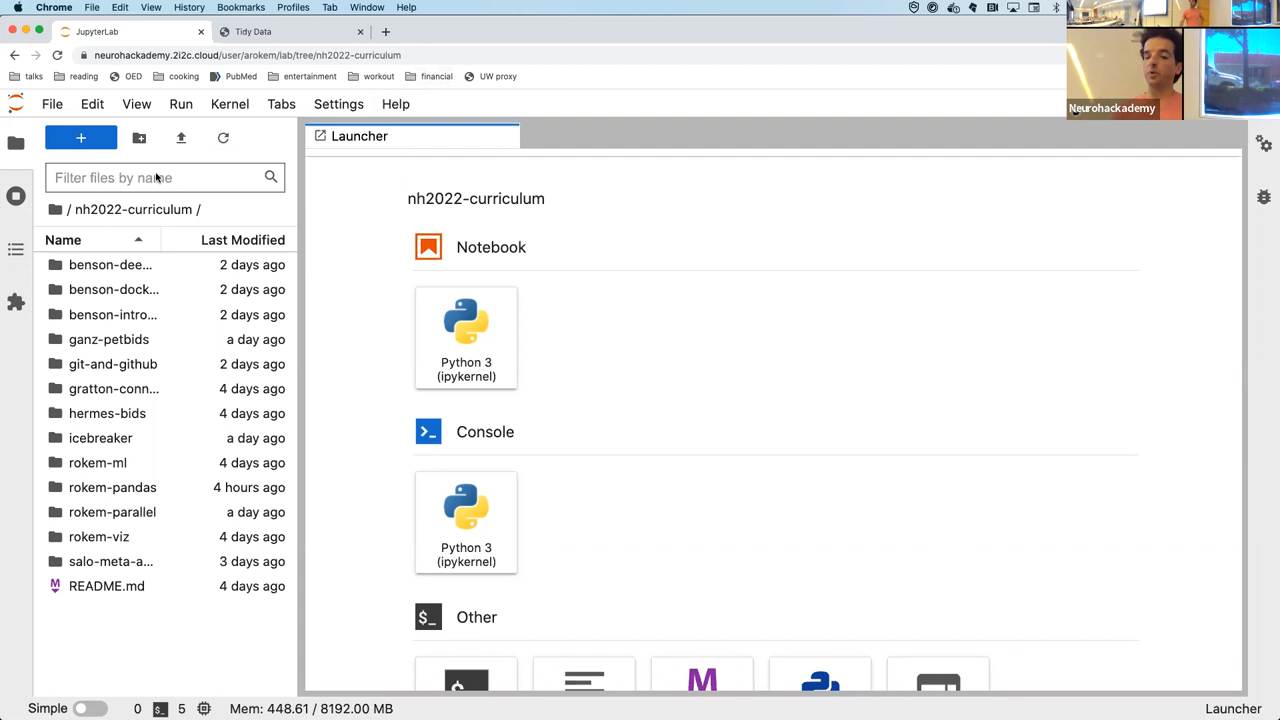 Chrome File Edit View History Bookmarks Profiles Tab Window Help
JupyterLab
Tidy Data
neurohackademy.2i2c.cloud/user/arokem/lab/tree/nh2022-curriculum
talks reading OED cooking PubMed entertainment workout financial UW proxy
Neurohackademy
File Edit View Run Kernel Tabs Settings Help
Launcher
Filter files by name
/ nh2022-curriculum /
Name Last Modified
benson-dee... 2 days ago
benson-dock... 2 days ago
benson-intro... 2 days ago
ganz-petbids a day ago
git-and-github 2 days ago
gratton-conn... 4 days ago
hermes-bids 4 days ago
icebreaker a day ago
rokem-ml 4 days ago
rokem-pandas 4 hours ago
rokem-parallel a day ago
rokem-viz 4 days ago
salo-meta-a... 3 days ago
README.md 4 days ago
nh2022-curriculum
Notebook
Python 3
(ipykernel)
Console
Python 3
(ipykernel)
$_ Other
$_ M
Simple 0 $_ 5 Mem: 448.61 / 8192.00 MB Launcher